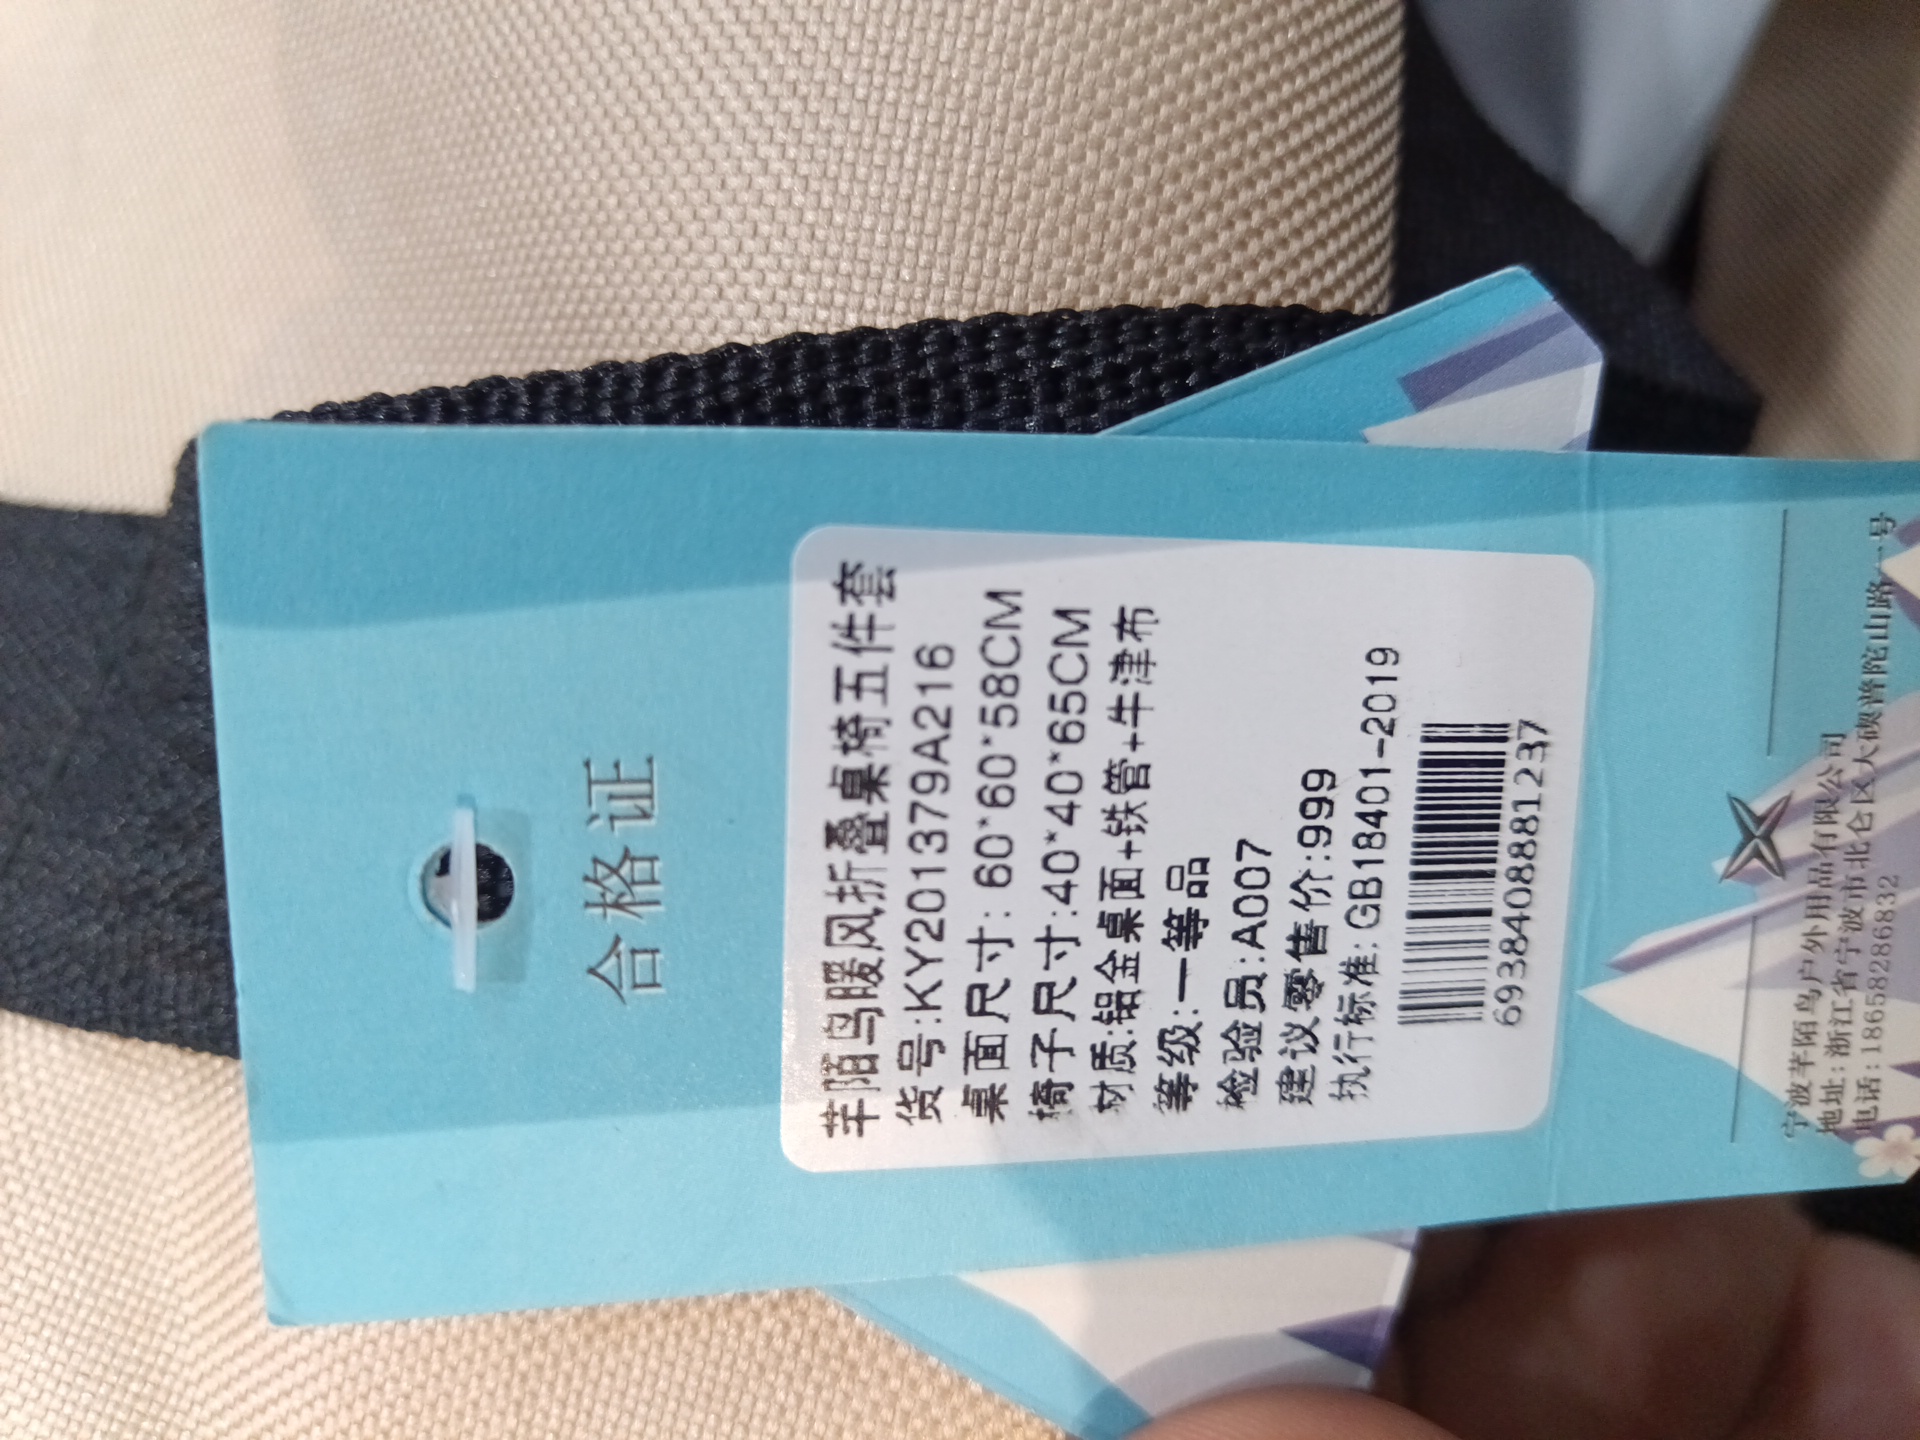 合格证
芊陌鸟暖风折叠桌椅五件套
货号:KY201379A216
桌面尺寸: 60*60*58CM
椅子尺寸:40*40*65CM
材质:铝金桌面+铁管+牛津布
等级:一等品
检验员:A007
建议零售价:999
执行标准: GB18401-2019
6938408881237
宁波芊陌鸟户外用品有限公司
地址: 浙江省宁波市北仑区大碶普陀山路一号
电话: 18658286832